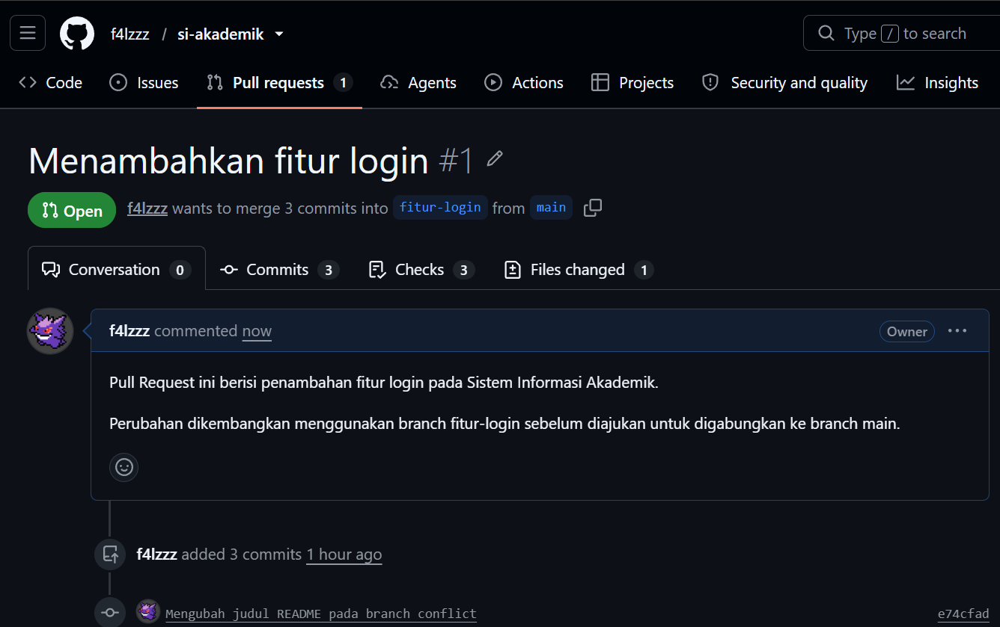 f4lzzz / si-akademik
Type / to search
Code Issues Pull requests 1 Agents Actions Projects Security and quality Insights
Menambahkan fitur login #1
Open f4lzzz wants to merge 3 commits into fitur-login from main
Conversation 0 Commits 3 Checks 3 Files changed 1
f4lzzz commented now Owner
Pull Request ini berisi penambahan fitur login pada Sistem Informasi Akademik.
Perubahan dikembangkan menggunakan branch fitur-login sebelum diajukan untuk digabungkan ke branch main.
f4lzzz added 3 commits 1 hour ago
Mengubah judul README pada branch conflict e74cfad